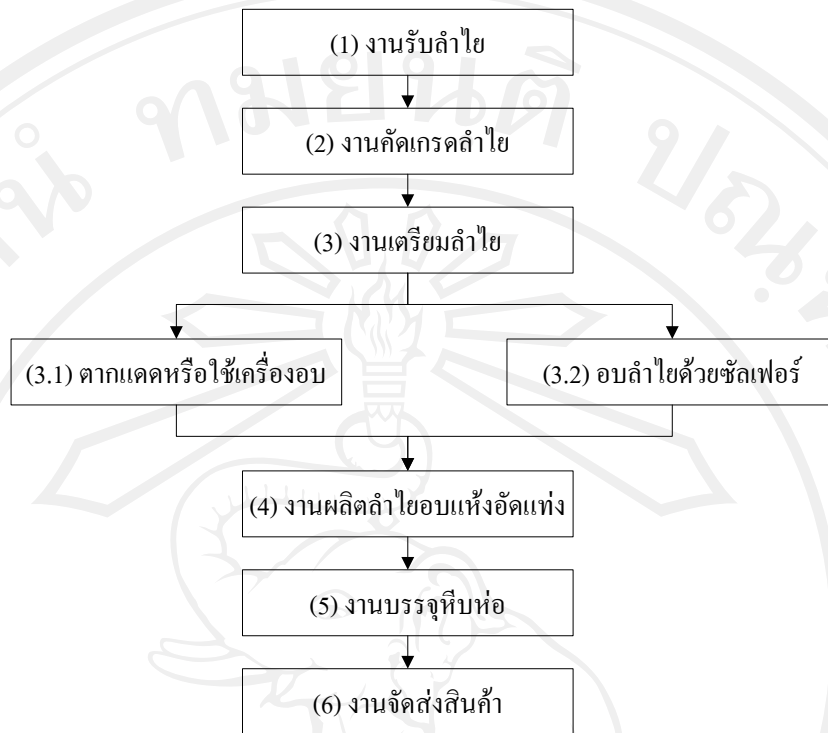 (1) งานรับลำไย
(2) งานคัดเกรดลำไย
(3) งานเตรียมลำไย
(3.1) ตากแดดหรือใช้เครื่องอบ
(3.2) อบลำไยด้วยซัลเฟอร์
(4) งานผลิตลำไยอบแห้งอัดแท่ง
(5) งานบรรจุหีบห่อ
(6) งานจัดส่งสินค้า